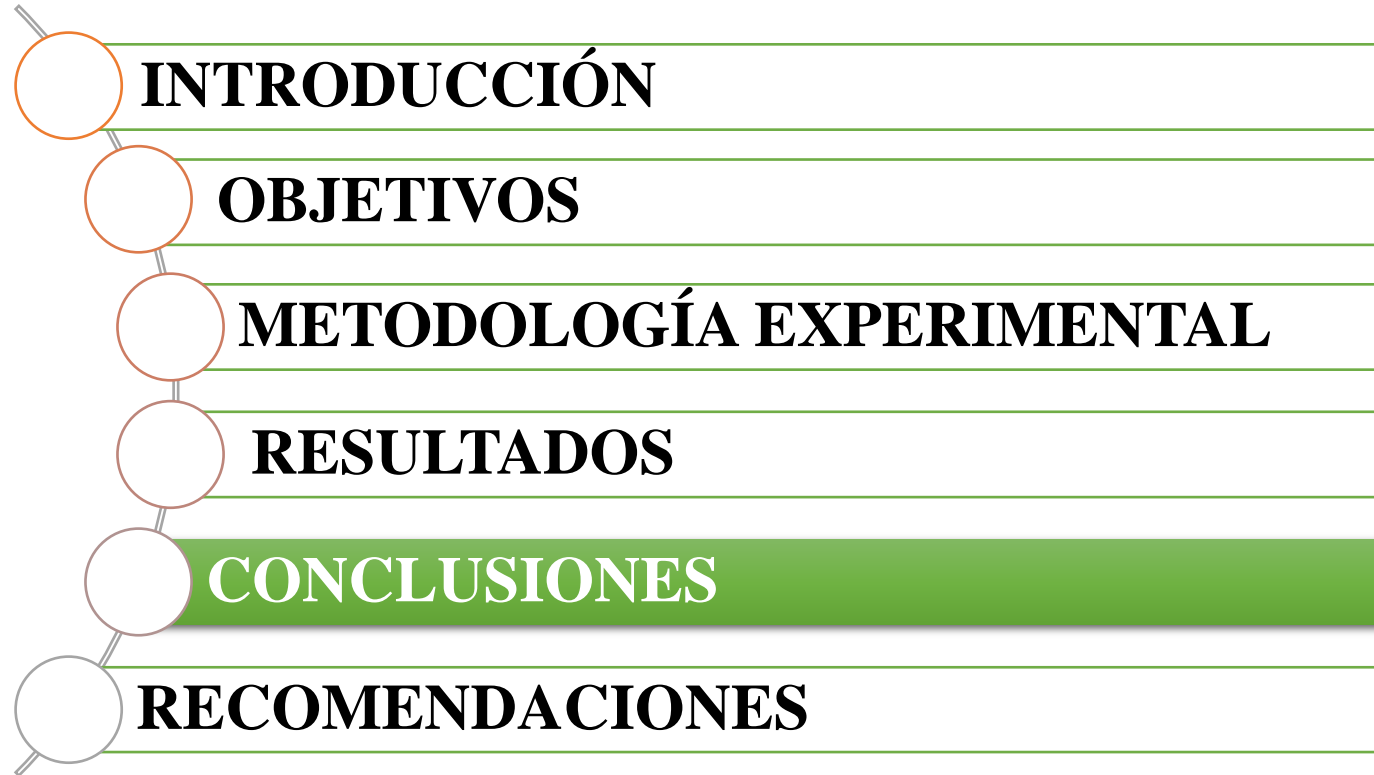 INTRODUCCIÓN
OBJETIVOS
METODOLOGÍA EXPERIMENTAL
RESULTADOS
CONCLUSIONES
RECOMENDACIONES